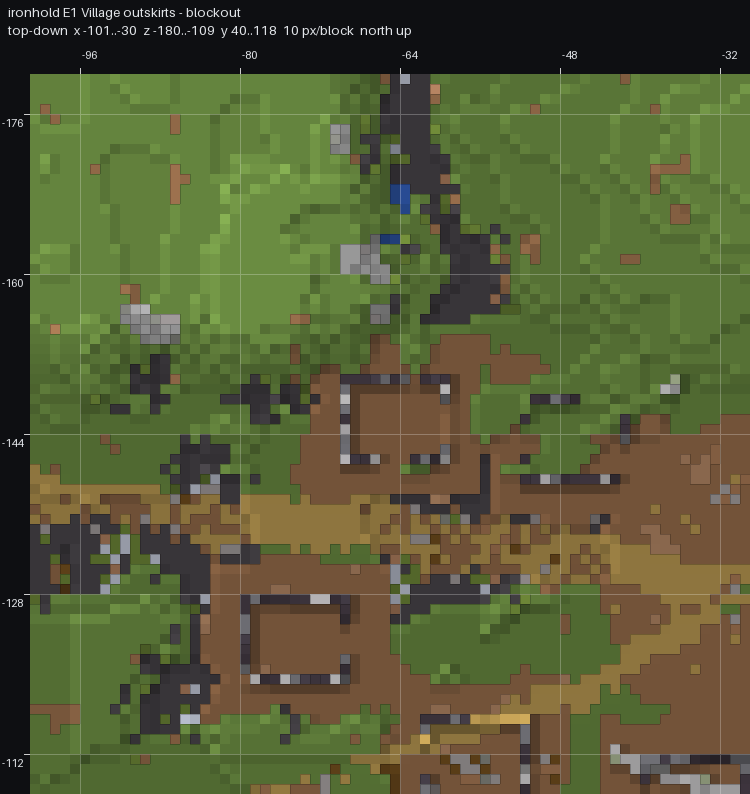 ironhold E1 Village outskirts - blockout
top-down x -101..-30 z -180..-109 y 40..118 10 px/block north up
-96 -80 -64 -48 -32
-176
-160
-144
-128
-112